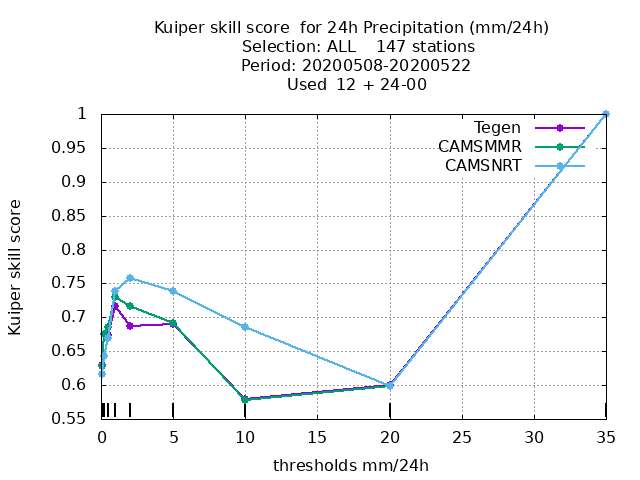 Kuiper skill score  for 24h Precipitation (mm/24h)
Selection: ALL    147 stations
Period: 20200508-20200522
Used  12 + 24-00
Tegen
CAMSMMR
CAMSNRT
1
0.95
0.9
0.85
0.8
0.75
0.7
0.65
0.6
0.55
Kuiper skill score
0 5 10 15 20 25 30 35
thresholds mm/24h